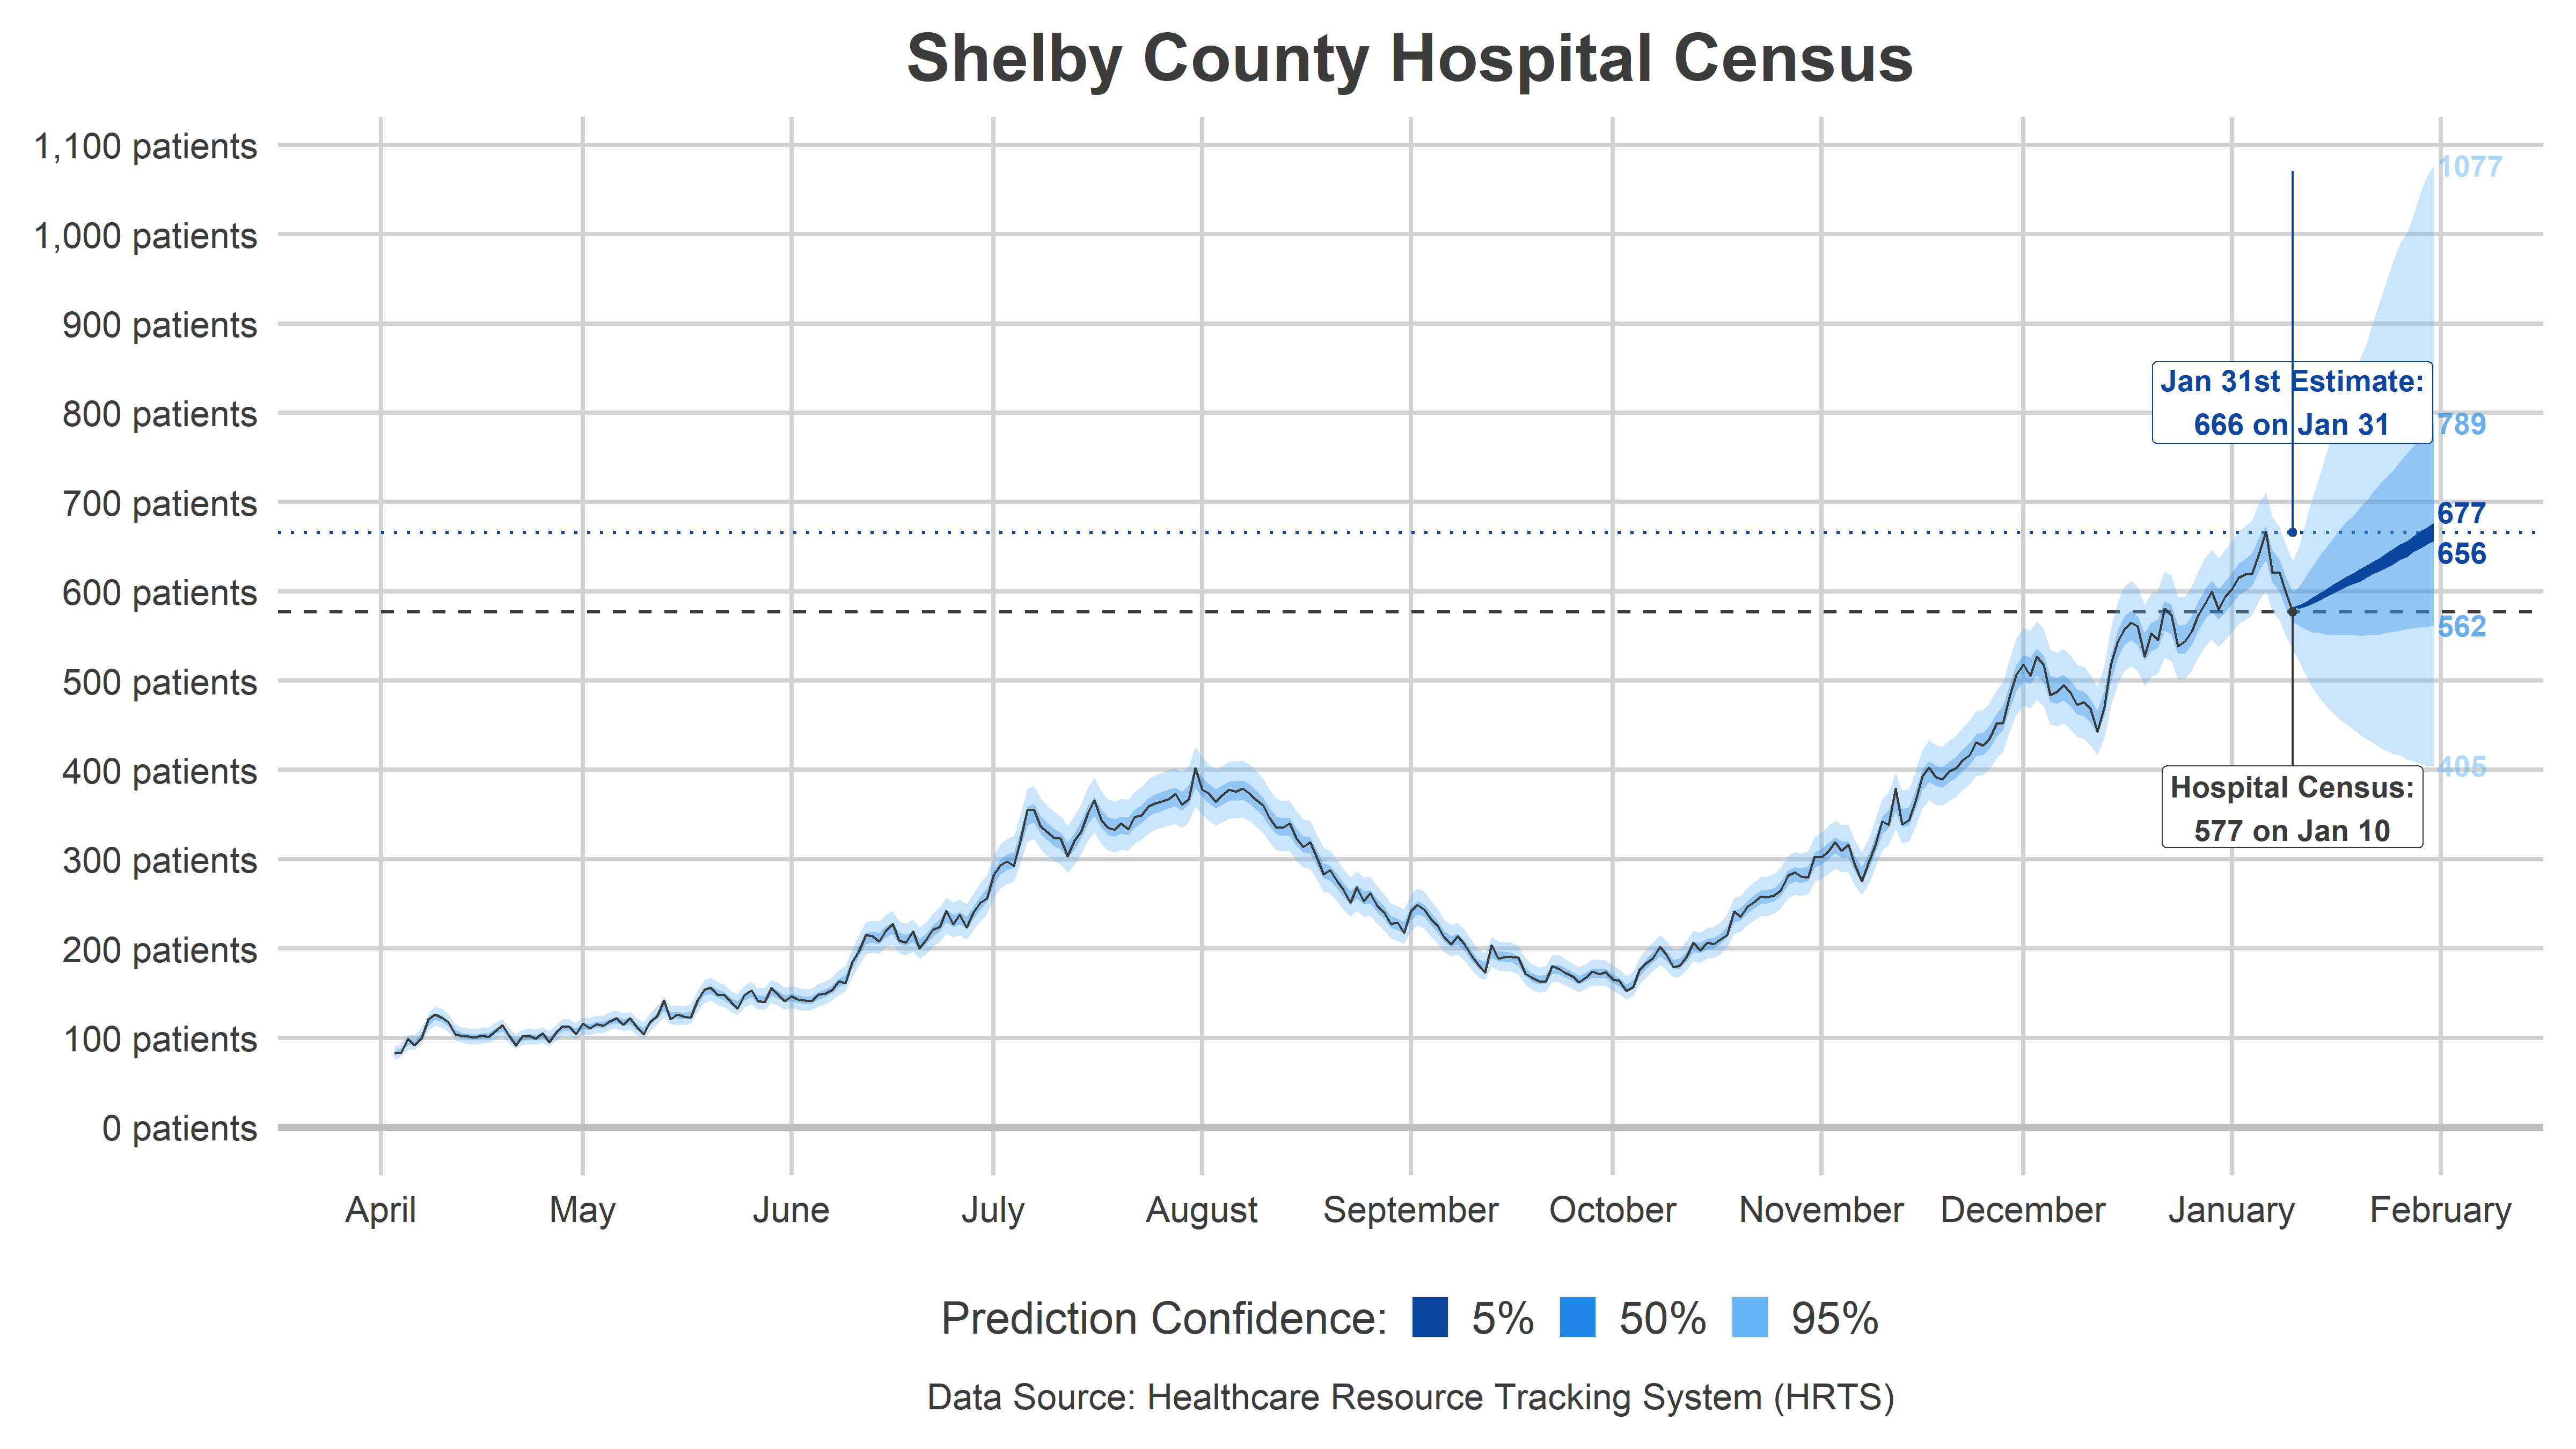 Shelby County Hospital Census
1,100 patients
1,000 patients
900 patients
800 patients
700 patients
600 patients
500 patients
400 patients
300 patients
200 patients
100 patients
0 patients
1077
Jan 31st Estimate:
666 on Jan 31
789
677
656
562
405
Hospital Census:
577 on Jan 10
April May June July August September October November December January February
Prediction Confidence: 5% 50% 95%
Data Source: Healthcare Resource Tracking System (HRTS)